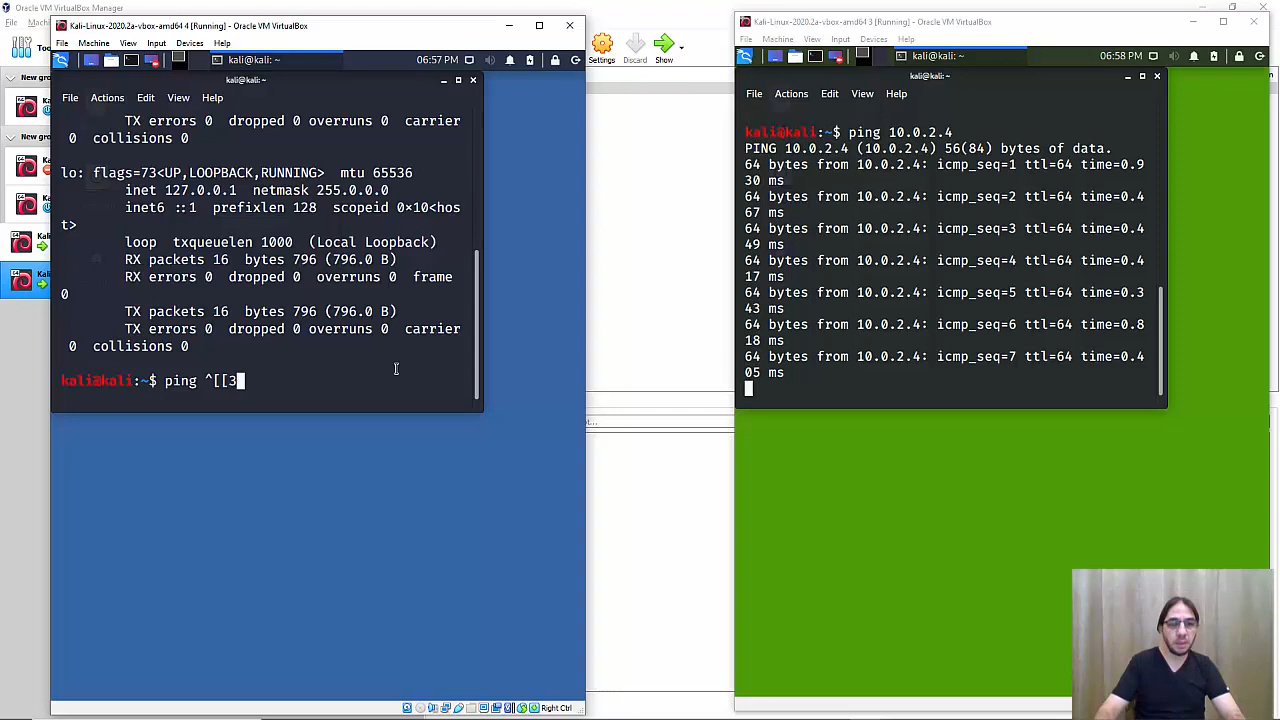 Oracle VM VirtualBox Manager
File
Too
New gro
New gro
Settings
Discard
Show
Kali-Linux-2020.2a-vbox-amd64 4 [Running] - Oracle VM VirtualBox
File Machine View Input Devices Help
kali@kali: ~
06:57 PM
kali@kali:~
File Actions Edit View Help
TX errors 0  dropped 0 overruns 0  carrier
0  collisions 0
lo: flags=73<UP,LOOPBACK,RUNNING>  mtu 65536
inet 127.0.0.1  netmask 255.0.0.0
inet6 ::1  prefixlen 128  scopeid 0×10<hos
t>
loop  txqueuelen 1000  (Local Loopback)
RX packets 16  bytes 796 (796.0 B)
RX errors 0  dropped 0 overruns 0  frame
0
TX packets 16  bytes 796 (796.0 B)
TX errors 0  dropped 0 overruns 0  carrier
0  collisions 0
kali@kali:~$ ping ^[[3
Right Ctrl
Kali-Linux-2020.2a-vbox-amd64 3 [Running] - Oracle VM VirtualBox
File Machine View Input Devices Help
kali@kali: ~
06:58 PM
kali@kali:~
File Actions Edit View Help
kali@kali:~$ ping 10.0.2.4
PING 10.0.2.4 (10.0.2.4) 56(84) bytes of data.
64 bytes from 10.0.2.4: icmp_seq=1 ttl=64 time=0.9
30 ms
64 bytes from 10.0.2.4: icmp_seq=2 ttl=64 time=0.4
67 ms
64 bytes from 10.0.2.4: icmp_seq=3 ttl=64 time=0.4
49 ms
64 bytes from 10.0.2.4: icmp_seq=4 ttl=64 time=0.4
17 ms
64 bytes from 10.0.2.4: icmp_seq=5 ttl=64 time=0.3
43 ms
64 bytes from 10.0.2.4: icmp_seq=6 ttl=64 time=0.8
18 ms
64 bytes from 10.0.2.4: icmp_seq=7 ttl=64 time=0.4
05 ms